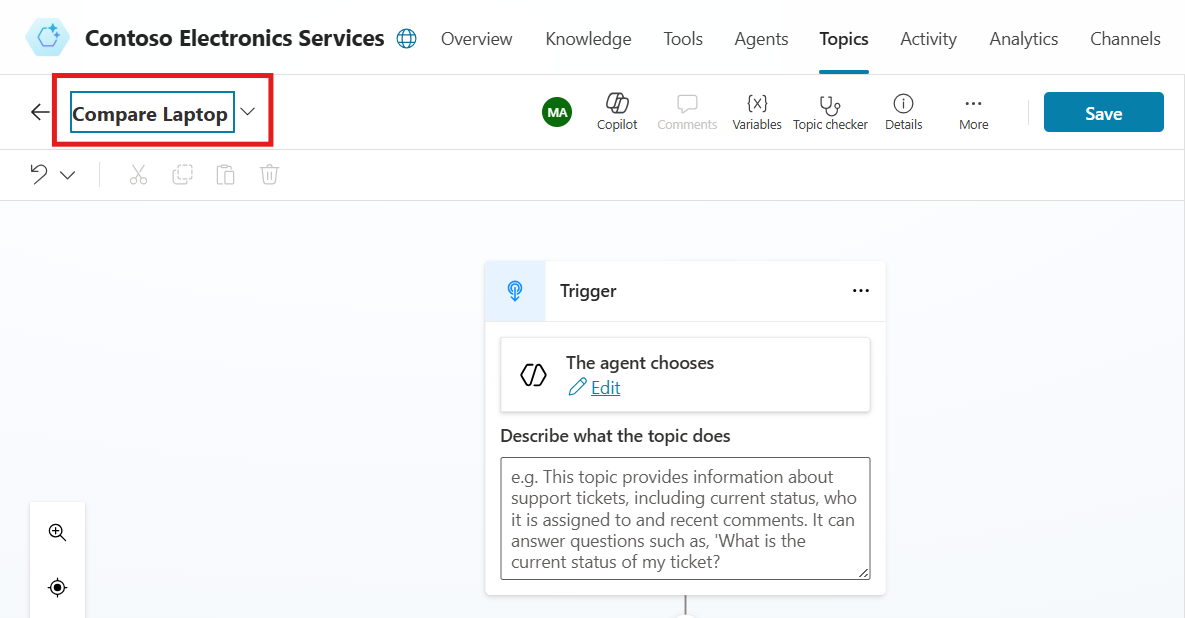 Contoso Electronics Services Overview Knowledge Tools Agents Topics Activity Analytics Channels
Compare Laptop MA Copilot Comments Variables Topic checker Details More Save
Trigger
The agent chooses
Edit
Describe what the topic does
e.g. This topic provides information about
support tickets, including current status, who
it is assigned to and recent comments. It can
answer questions such as, 'What is the
current status of my ticket?